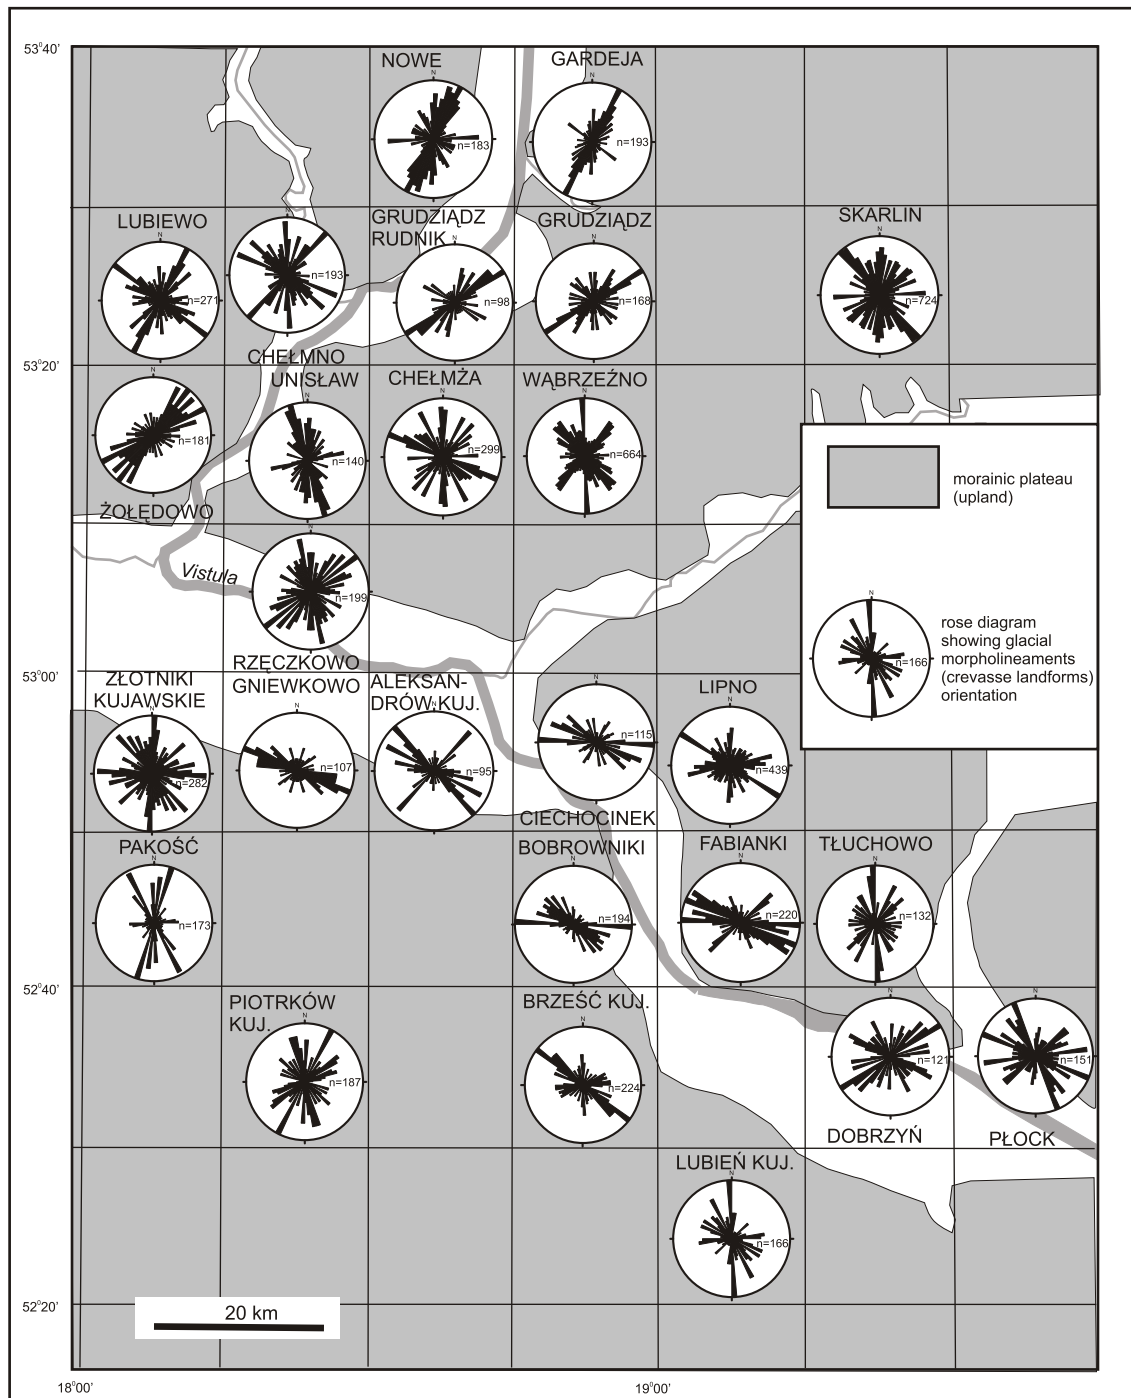 53°40'
NOWE
GARDEJA
N
N
n=183
n=193
LUBIEWO
GRUDZIĄDZ
RUDNIK
GRUDZIĄDZ
SKARLIN
N
N
N
N
N
n=271
n=193
n=98
n=168
n=724
CHEŁMNO
53°20'
UNISŁAW
CHEŁMŻA
WĄBRZEŹNO
N
N
N
N
n=181
n=140
n=299
n=664
ŻOŁĘDOWO
morainic plateau
(upland)
N
Vistula
n=199
N
n=166
rose diagram
showing glacial
morpholineaments
(crevasse landforms)
orientation
RZĘCZKOWO
53°00'
ZŁOTNIKI
KUJAWSKIE
GNIEWKOWO
ALEKSAN-
DRÓW KUJ.
LIPNO
N
N
N
N
N
n=282
n=107
n=95
n=115
n=439
CIECHOCINEK
PAKOŚĆ
BOBROWNIKI
FABIANKI
TŁUCHOWO
N
N
N
N
n=173
n=194
n=220
n=132
52°40'
PIOTRKÓW
KUJ.
BRZEŚĆ KUJ.
N
N
N
N
n=187
n=224
n=121
n=151
DOBRZYŃ
PŁOCK
LUBIEŃ KUJ.
N
n=166
52°20'
20 km
18°00'
19°00'